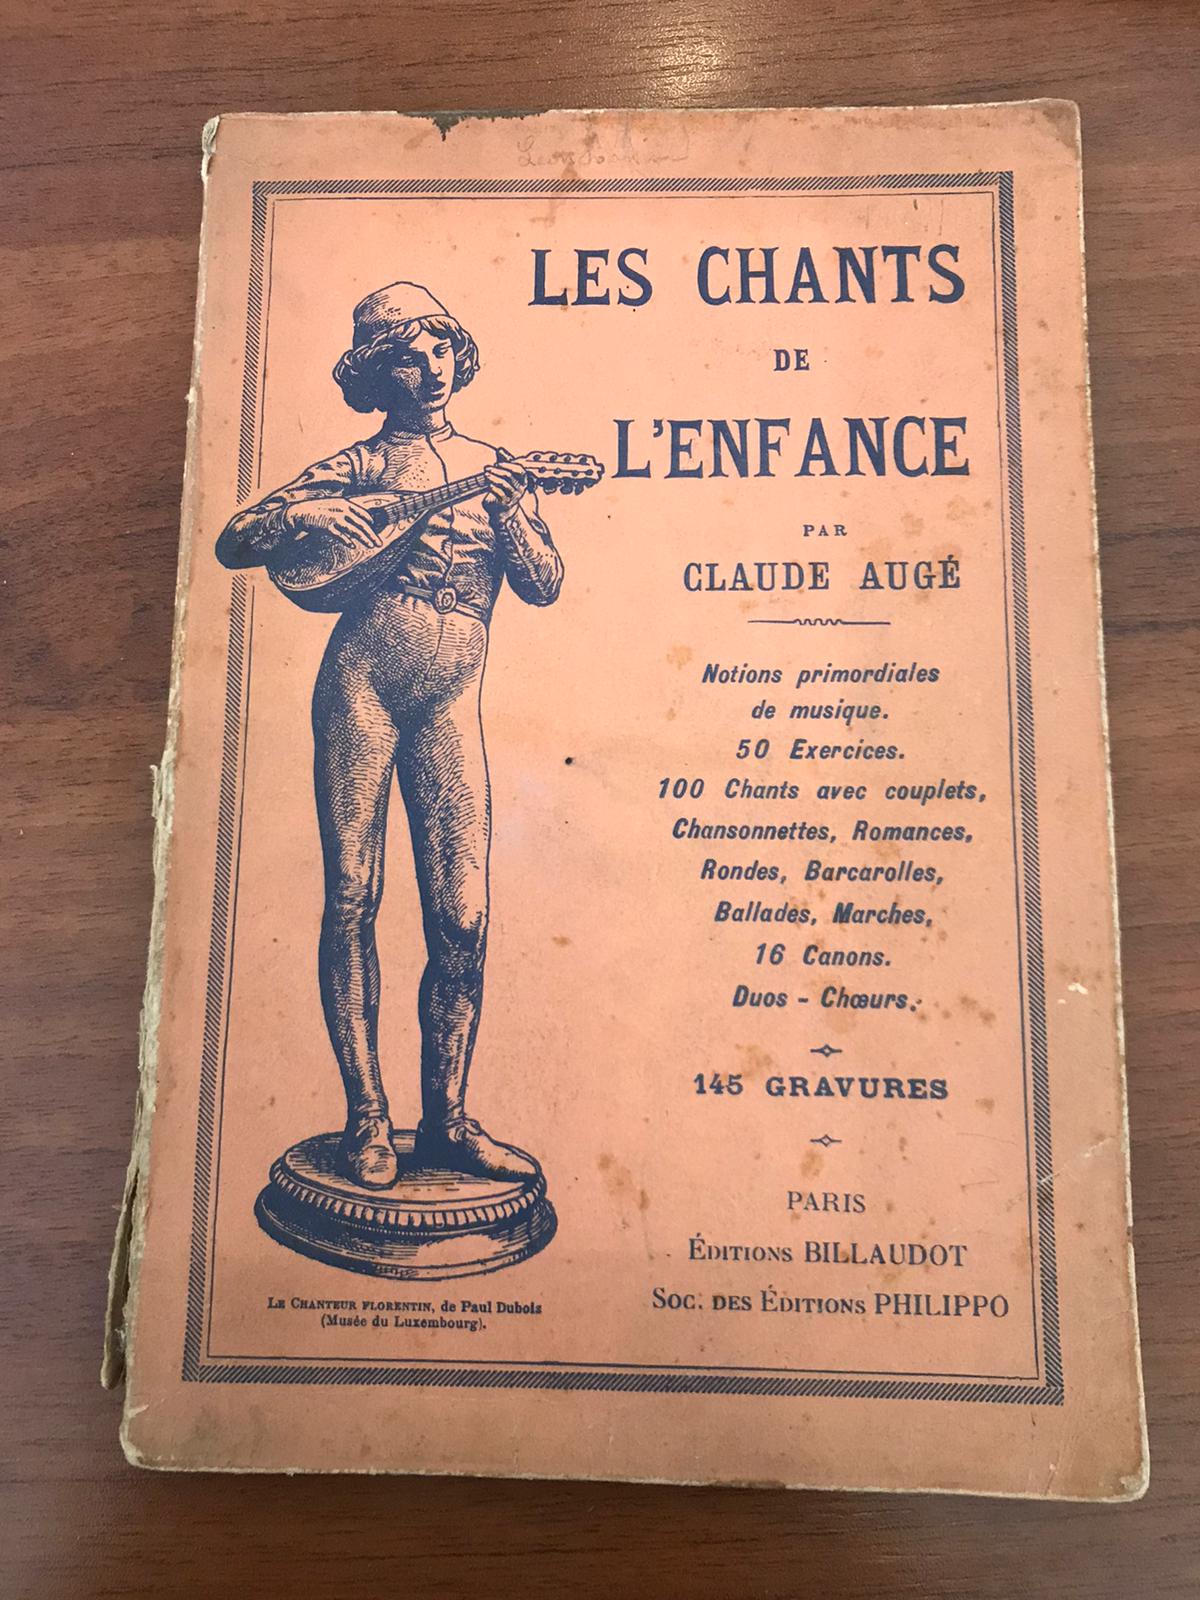 LES CHANTS
DE
L'ENFANCE
PAR
CLAUDE AUGÉ
Notions primordiales
de musique.
50 Exercices.
100 Chants avec couplets,
Chansonnettes, Romances,
Rondes, Barcarolles,
Ballades, Marches,
16 Canons.
Duos - Chœurs.
145 GRAVURES
PARIS
ÉDITIONS BILLAUDOT
SOC. DES ÉDITIONS PHILIPPO
LE CHANTEUR FLORENTIN, de Paul Dubois
(Musée du Luxembourg).